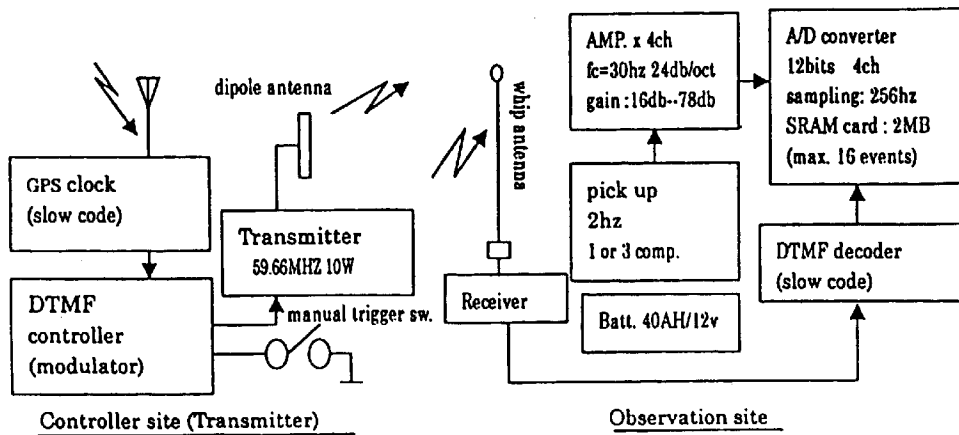 dipole antenna
GPS clock
(slow code)
Transmitter
59.66MHZ 10W
DTMF
controller
(modulator)
manual trigger sw.
Controller site (Transmitter)
whip antenna
Receiver
AMP. x 4ch
fc=30hz 24db/oct
gain :16db--78db
pick up
2hz
1 or 3 comp.
Batt. 40AH/12v
A/D converter
12bits 4ch
sampling: 256hz
SRAM card : 2MB
(max. 16 events)
DTMF decoder
(slow code)
Observation site